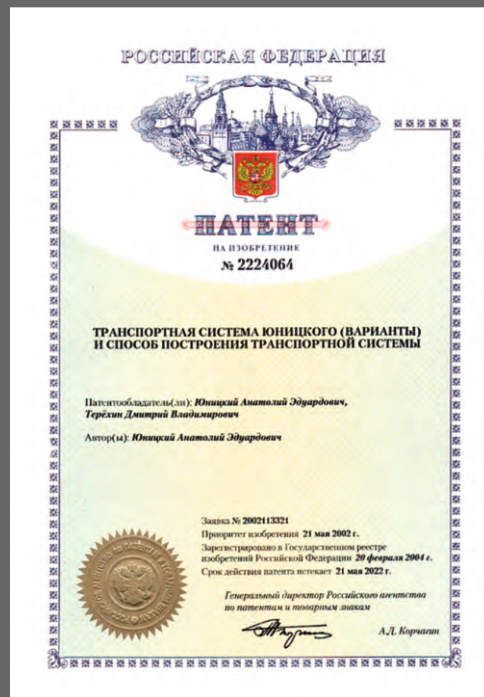 РОССИЙСКАЯ ФЕДЕРАЦИЯ
ПАТЕНТ
НА ИЗОБРЕТЕНИЕ
№ 2224064
ТРАНСПОРТНАЯ СИСТЕМА ЮНИЦКОГО (ВАРИАНТЫ)
И СПОСОБ ПОСТРОЕНИЯ ТРАНСПОРТНОЙ СИСТЕМЫ
Патентообладатель(ли): Юницкий Анатолий Эдуардович,
Терёхин Дмитрий Владимирович
Автор(ы): Юницкий Анатолий Эдуардович
Заявка № 2002113321
Приоритет изобретения 21 мая 2002 г.
Зарегистрировано в Государственном реестре
изобретений Российской Федерации 20 февраля 2004 г.
Срок действия патента истекает 21 мая 2022 г.
Генеральный директор Российского агентства
по патентам и товарным знакам
А.Д. Корчагин